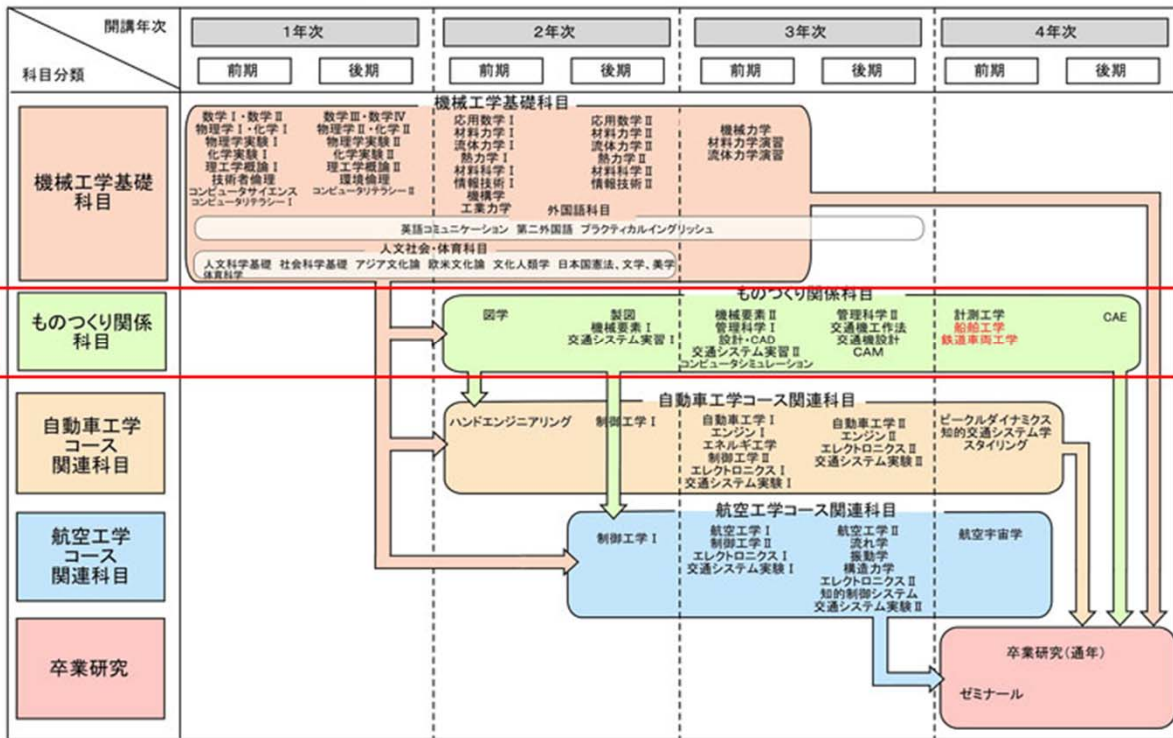 開講年次
科目分類
1年次
2年次
3年次
4年次
前期
後期
前期
後期
前期
後期
前期
後期
機械工学基礎
科目
機械工学基礎科目
数学Ⅰ・数学Ⅱ
物理学Ⅰ・化学Ⅰ
物理学実験Ⅰ
化学実験Ⅰ
理工学概論Ⅰ
技術者倫理
コンピュータサイエンス
コンピュータリテラシーⅠ
数学Ⅲ・数学Ⅳ
物理学Ⅱ・化学Ⅱ
物理学実験Ⅱ
化学実験Ⅱ
理工学概論Ⅱ
環境倫理
コンピュータリテラシーⅡ
応用数学Ⅰ
材料力学Ⅰ
流体力学Ⅰ
熱力学Ⅰ
材料科学Ⅰ
情報技術Ⅰ
機構学
工業力学
応用数学Ⅱ
材料力学Ⅱ
流体力学Ⅱ
熱力学Ⅱ
材料科学Ⅱ
情報技術Ⅱ
機械力学
材料力学演習
流体力学演習
外国語科目
英語コミュニケーション 第二外国語 プラクティカルイングリッシュ
人文社会・体育科目
人文科学基礎 社会科学基礎 アジア文化論 欧米文化論 文化人類学 日本国憲法、文学、美学
体育科学
ものつくり関係
科目
ものつくり関係科目
図学
製図
機械要素Ⅰ
交通システム実習Ⅰ
機械要素Ⅱ
管理科学Ⅰ
設計・CAD
交通システム実習Ⅱ
コンピュータシミュレーション
管理科学Ⅱ
交通機工作法
交通機設計
CAM
計測工学
船舶工学
鉄道車両工学
CAE
自動車工学
コース
関連科目
自動車工学コース関連科目
ハンドエンジニアリング
制御工学Ⅰ
自動車工学Ⅰ
エンジンⅠ
エネルギ工学
制御工学Ⅱ
エレクトロニクスⅠ
交通システム実験Ⅰ
自動車工学Ⅱ
エンジンⅡ
エレクトロニクスⅡ
交通システム実験Ⅱ
ビークルダイナミクス
知的交通システム学
スタイリング
航空工学
コース
関連科目
航空工学コース関連科目
制御工学Ⅰ
航空工学Ⅰ
制御工学Ⅱ
エレクトロニクスⅠ
交通システム実験Ⅰ
航空工学Ⅱ
流れ学
振動学
構造力学
エレクトロニクスⅡ
知的制御システム
交通システム実験Ⅱ
航空宇宙学
卒業研究
卒業研究(通年)
ゼミナール